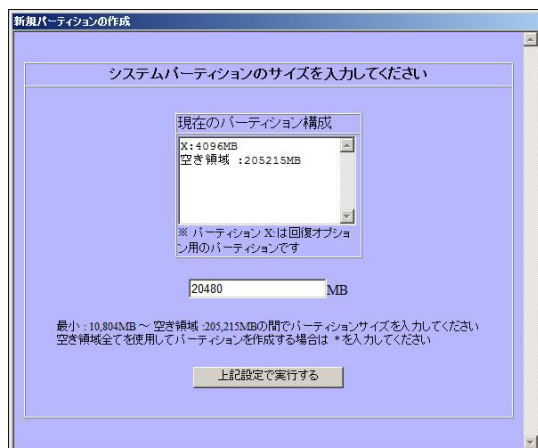 新規パーティションの作成
システムパーティションのサイズを入力してください
現在のパーティション構成
X:4096MB
空き領域 :205215MB
※ パーティション X:は回復オプショ
ン用のパーティションです
20480 MB
最小 : 10,804MB ～ 空き領域 :205,215MBの間でパーティションサイズを入力してください
空き領域全てを使用してパーティションを作成する場合は * を入力してください
上記設定で実行する